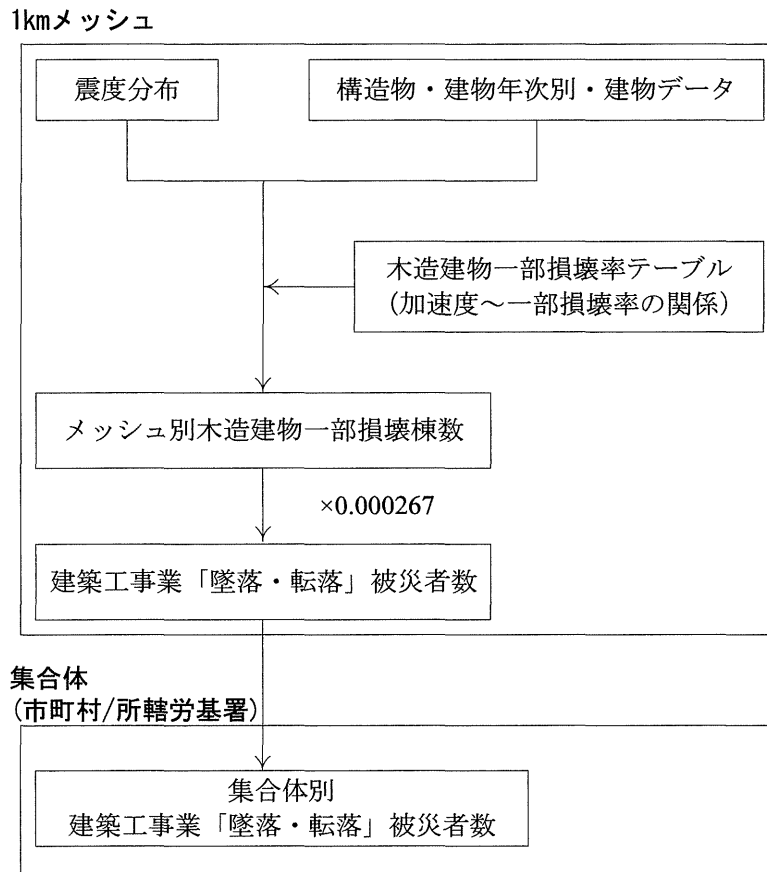 1kmメッシュ
震度分布
構造物・建物年次別・建物データ
木造建物一部損壊率テーブル
(加速度～一部損壊率の関係)
メッシュ別木造建物一部損壊棟数
×0.000267
建築工事業「墜落・転落」被災者数
集合体
(市町村/所轄労基署)
集合体別
建築工事業「墜落・転落」被災者数